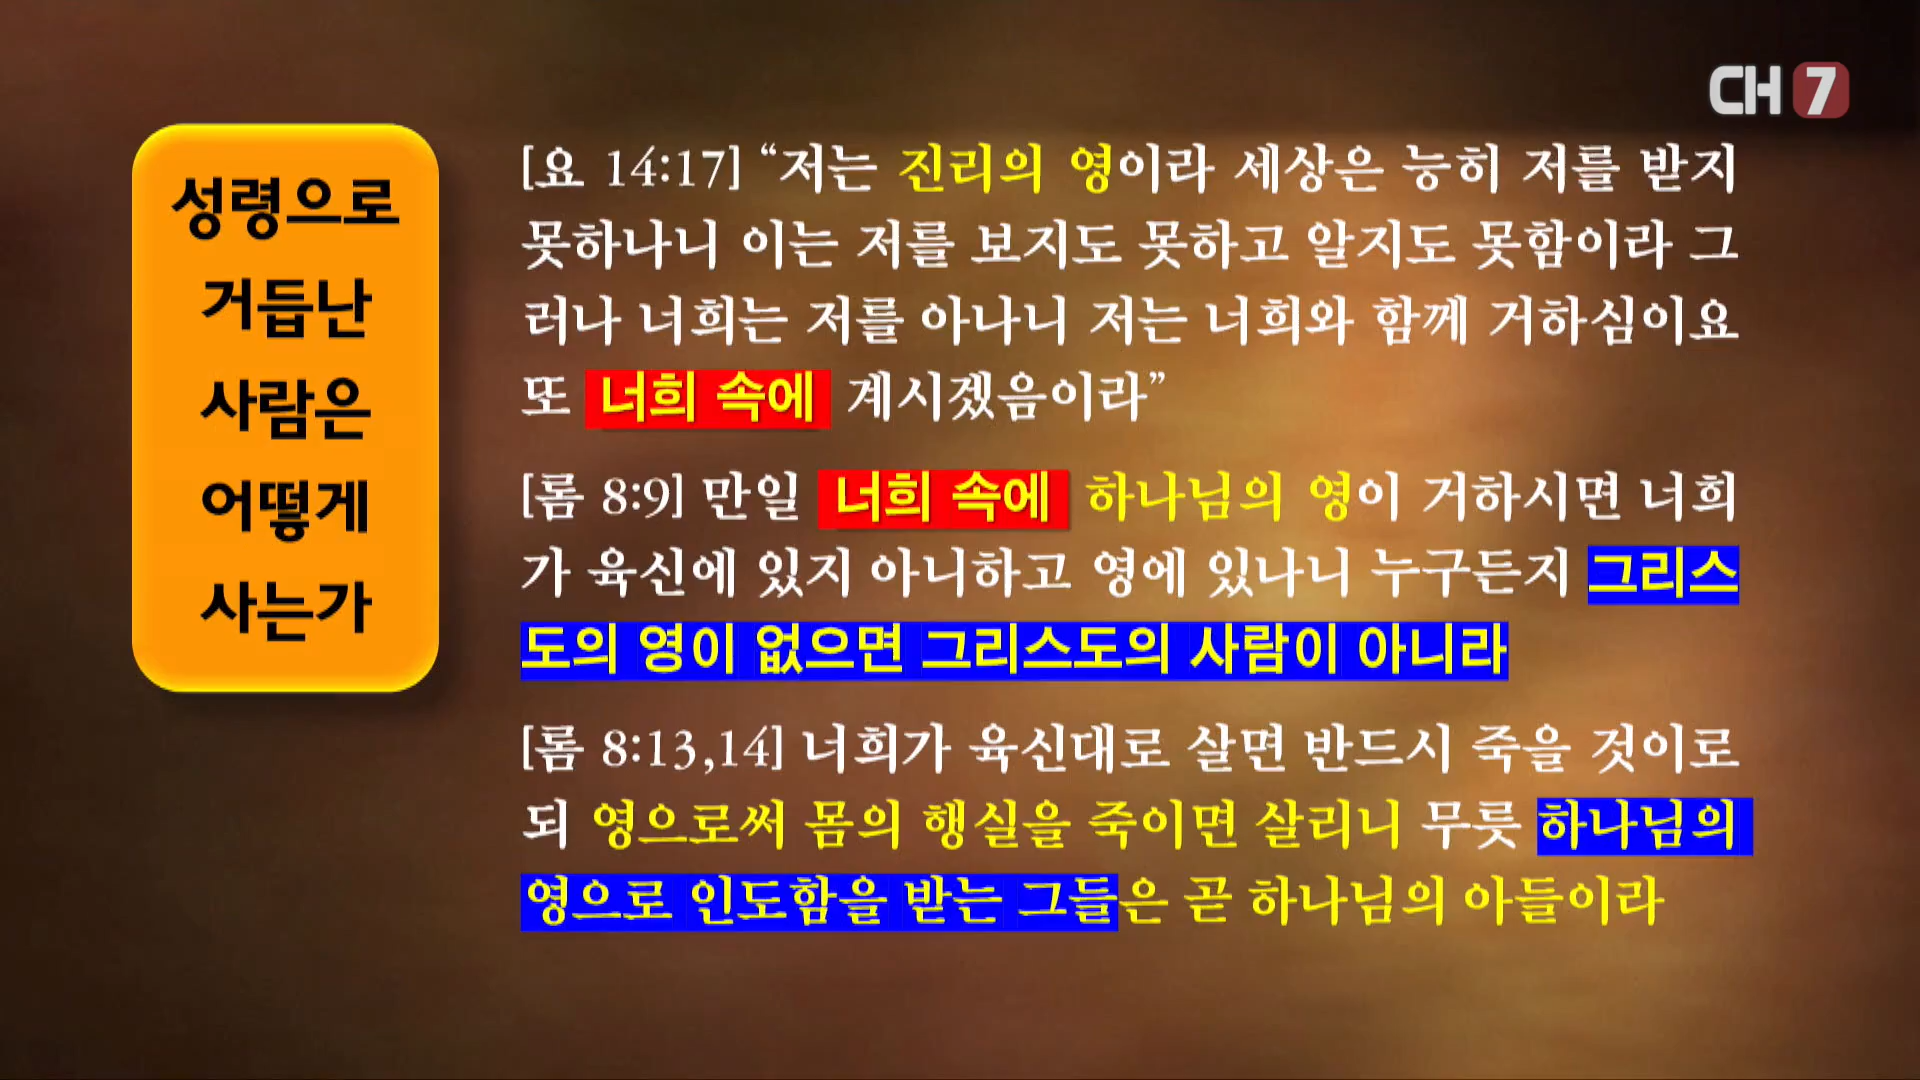 CH 7
성령으로
거듭난
사람은
어떻게
사는가
[요 14:17] “저는 진리의 영이라 세상은 능히 저를 받지
못하나니 이는 저를 보지도 못하고 알지도 못함이라 그
러나 너희는 저를 아나니 저는 너희와 함께 거하심이요
또 너희 속에 계시겠음이라”
[롬 8:9] 만일 너희 속에 하나님의 영이 거하시면 너희
가 육신에 있지 아니하고 영에 있나니 누구든지 그리스
도의 영이 없으면 그리스도의 사람이 아니라
[롬 8:13,14] 너희가 육신대로 살면 반드시 죽을 것이로
되 영으로써 몸의 행실을 죽이면 살리니 무릇 하나님의
영으로 인도함을 받는 그들은 곧 하나님의 아들이라